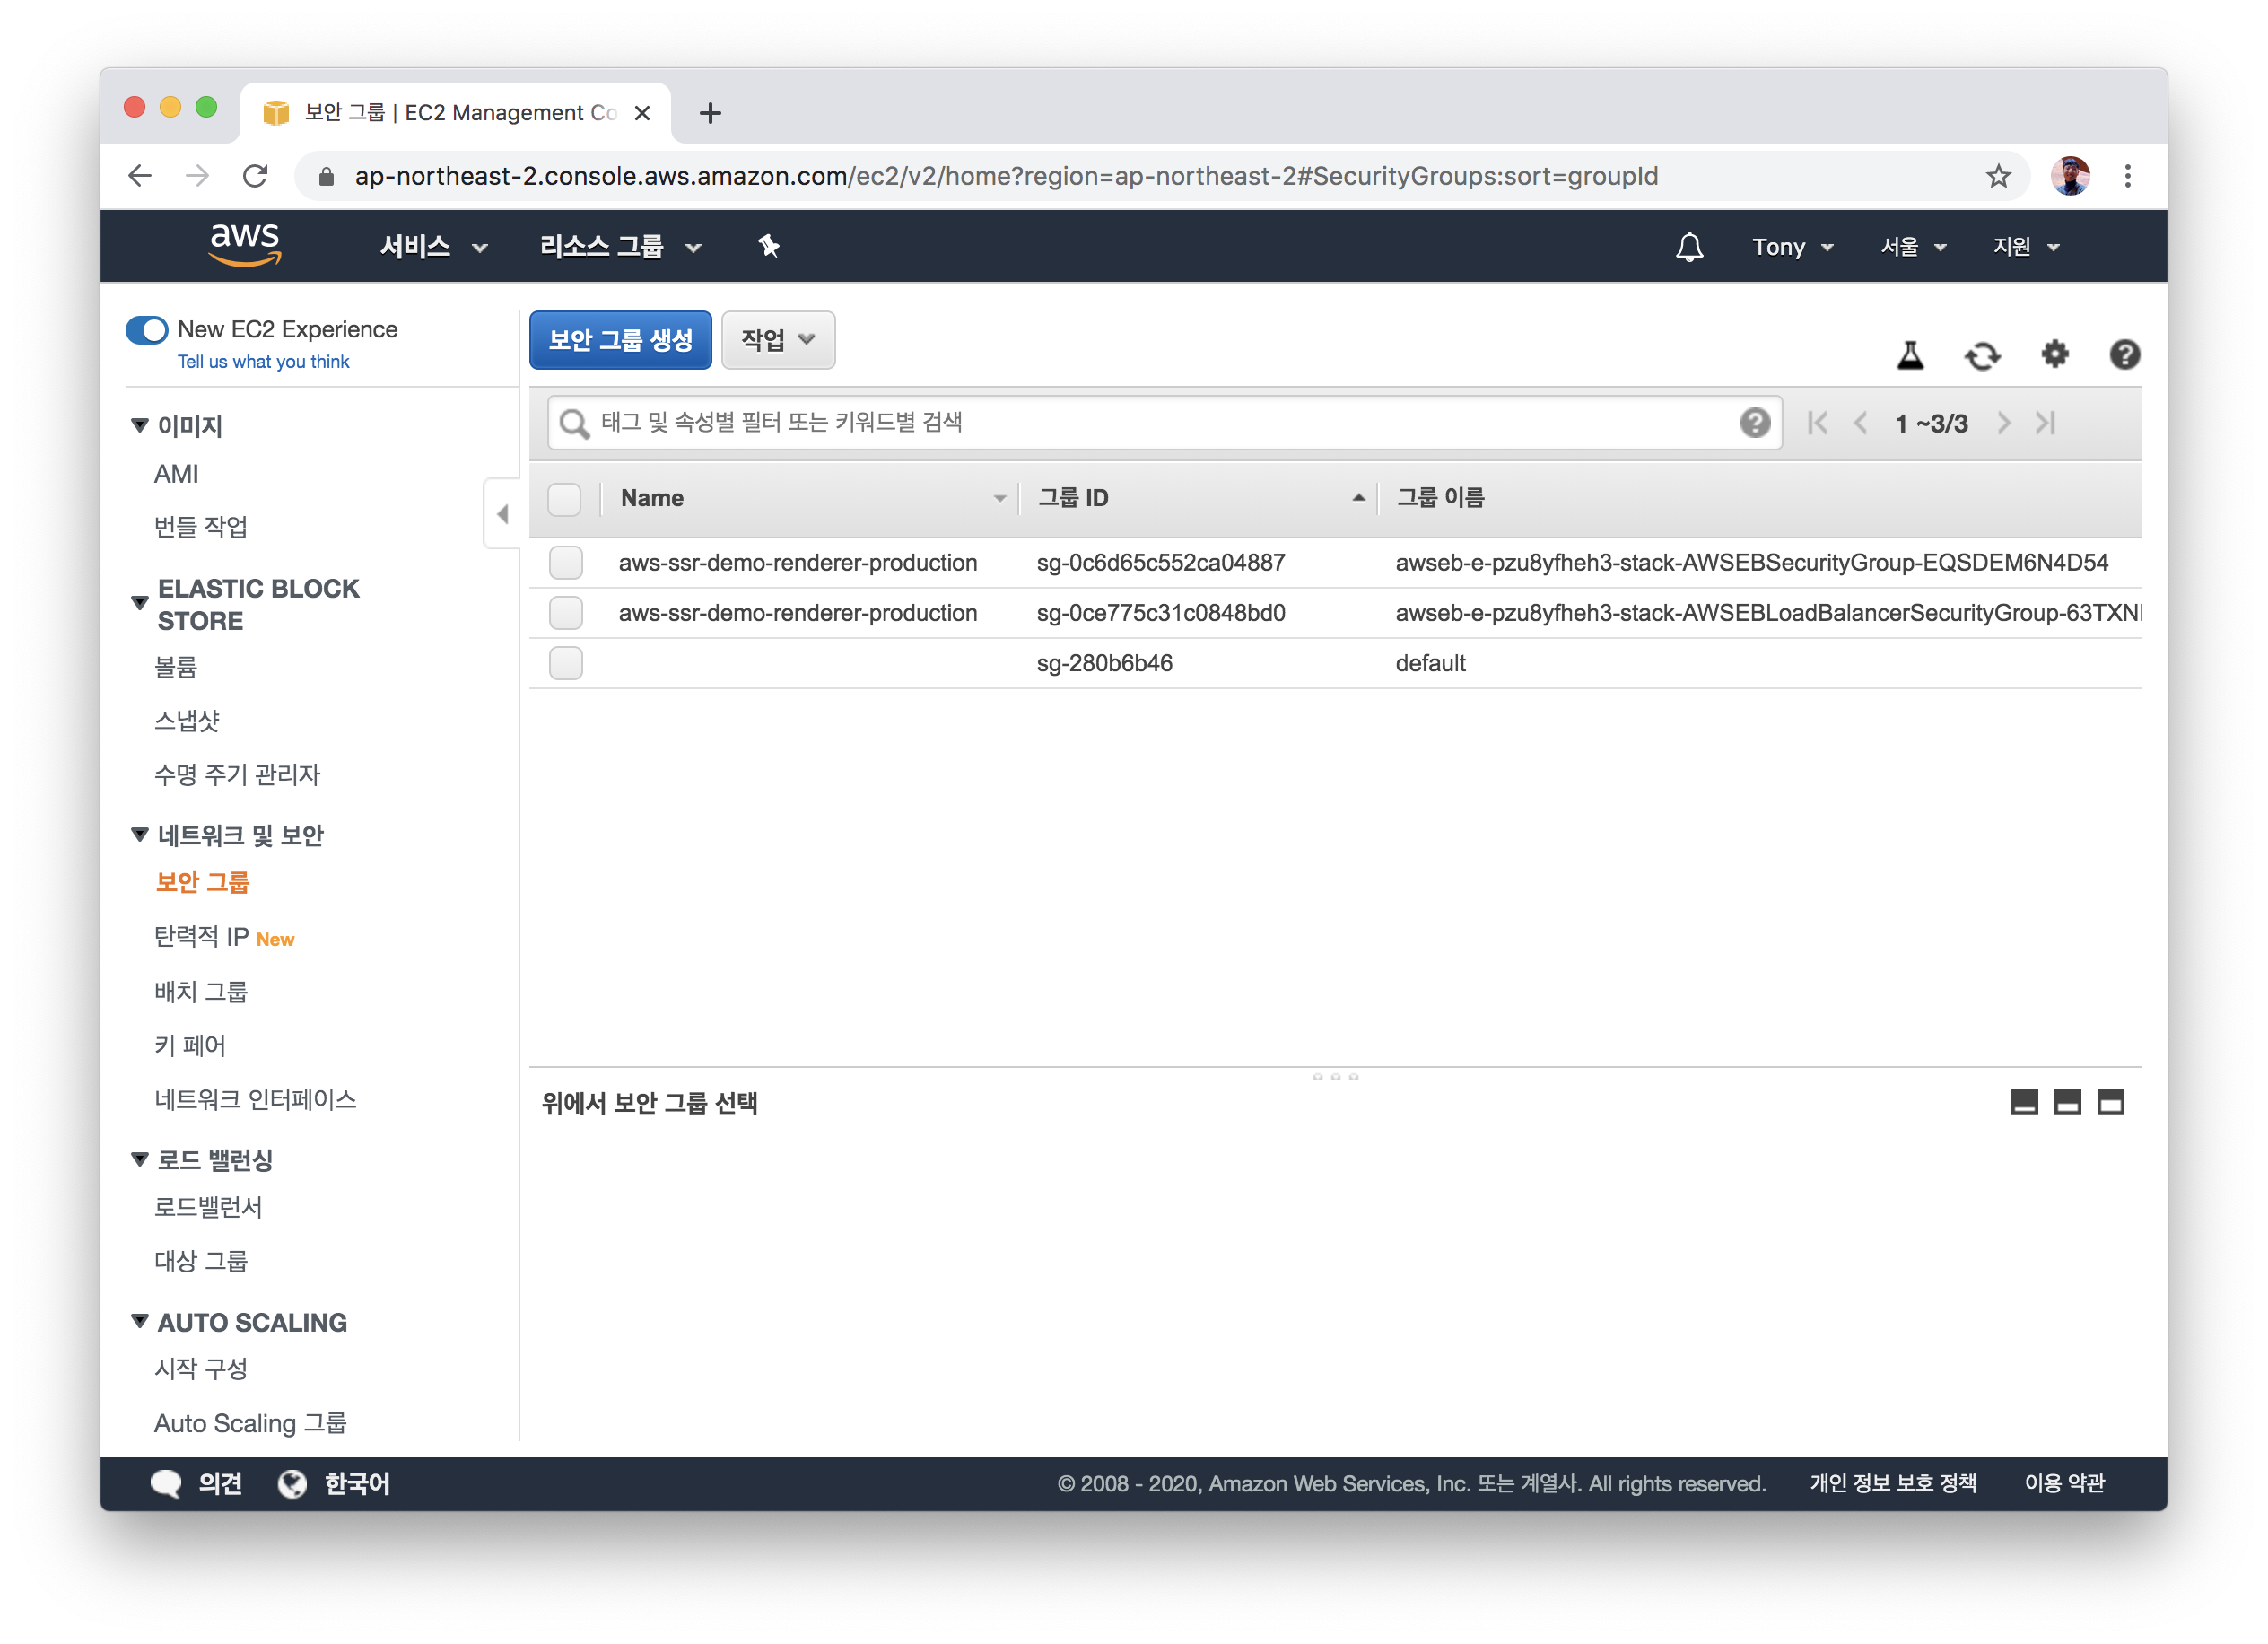 보안 그룹 | EC2 Management Co
ap-northeast-2.console.aws.amazon.com/ec2/v2/home?region=ap-northeast-2#SecurityGroups:sort=groupId
aws 서비스 리소스 그룹 Tony 서울 지원
New EC2 Experience
Tell us what you think
이미지
AMI
번들 작업
ELASTIC BLOCK
STORE
볼륨
스냅샷
수명 주기 관리자
네트워크 및 보안
보안 그룹
탄력적 IP New
배치 그룹
키 페어
네트워크 인터페이스
로드 밸런싱
로드밸런서
대상 그룹
AUTO SCALING
시작 구성
Auto Scaling 그룹
보안 그룹 생성 작업
태그 및 속성별 필터 또는 키워드별 검색 1 ~3/3
Name 그룹 ID 그룹 이름
aws-ssr-demo-renderer-production sg-0c6d65c552ca04887 awseb-e-pzu8yfheh3-stack-AWSEBSecurityGroup-EQSDEM6N4D54
aws-ssr-demo-renderer-production sg-0ce775c31c0848bd0 awseb-e-pzu8yfheh3-stack-AWSEBLoadBalancerSecurityGroup-63TXN
sg-280b6b46 default
위에서 보안 그룹 선택
의견 한국어 © 2008 - 2020, Amazon Web Services, Inc. 또는 계열사. All rights reserved. 개인 정보 보호 정책 이용 약관